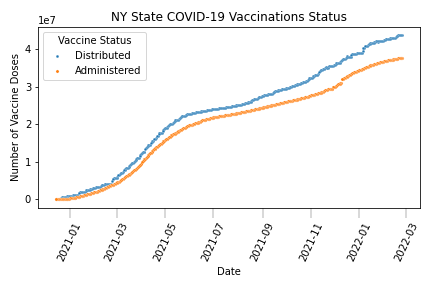 NY State COVID-19 Vaccinations Status
1e7
Vaccine Status
Distributed
Administered
Number of Vaccine Doses
4
3
2
1
0
2021-01
2021-03
2021-05
2021-07
2021-09
2021-11
2022-01
2022-03
Date